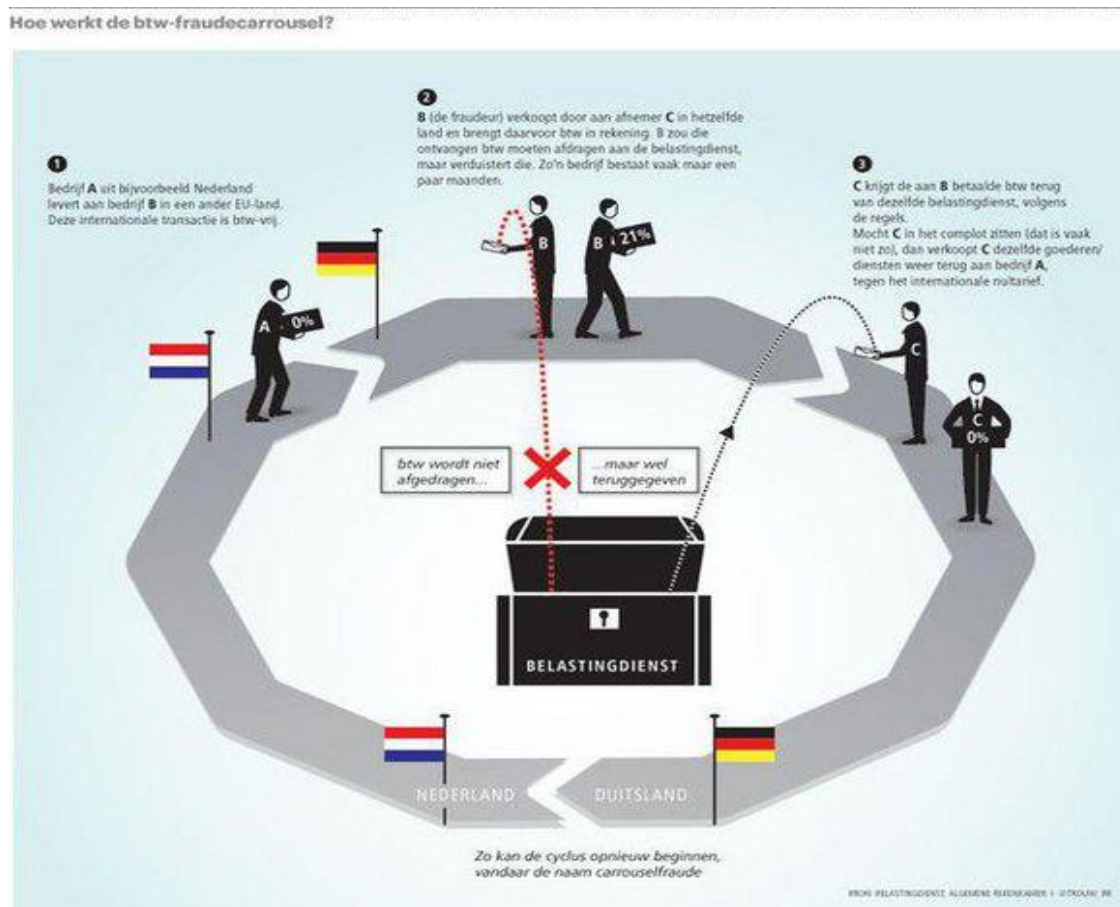 Hoe werkt de btw-fraudecarrousel?
1
Bedrijf A uit bijvoorbeeld Nederland
levert aan bedrijf B in een ander EU-land.
Deze internationale transactie is btw-vrij.
2
B (de fraudeur) verkoopt door aan afnemer C in hetzelfde
land en brengt daarvoor btw in rekening. B zou die
ontvangen btw moeten afdragen aan de belastingdienst,
maar verduistert die. Zo'n bedrijf bestaat vaak maar een
paar maanden.
3
C krijgt de aan B betaalde btw terug
van dezelfde belastingdienst, volgens
de regels.
Mocht C in het complot zitten (dat is vaak
niet zo), dan verkoopt C dezelfde goederen/
diensten weer terug aan bedrijf A,
tegen het internationale nultarief.
A 0%
B
B 21%
C
C
0%
btw wordt niet
afgedragen...
...maar wel
teruggegeven
BELASTINGDIENST
NEDERLAND
DUITSLAND
Zo kan de cyclus opnieuw beginnen,
vandaar de naam carrouselfraude
BRON: BELASTINGDIENST, ALGEMENE REKENKAMER | ©TROUW